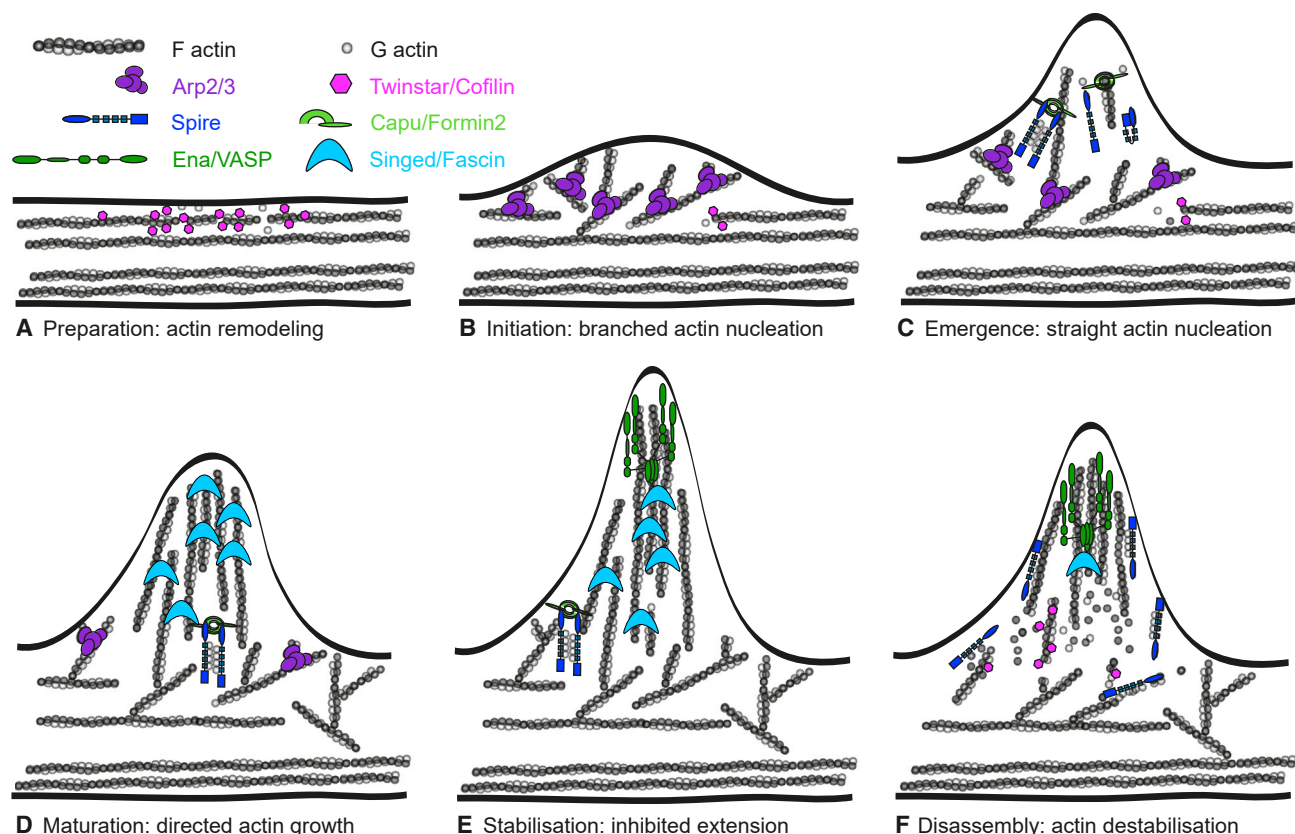 F actin
G actin
Arp2/3
Twinstar/Cofilin
Spire
Capu/Formin2
Ena/VASP
Singed/Fascin
A Preparation: actin remodeling
B Initiation: branched actin nucleation
C Emergence: straight actin nucleation
D Maturation: directed actin growth
E Stabilisation: inhibited extension
F Disassembly: actin destabilisation